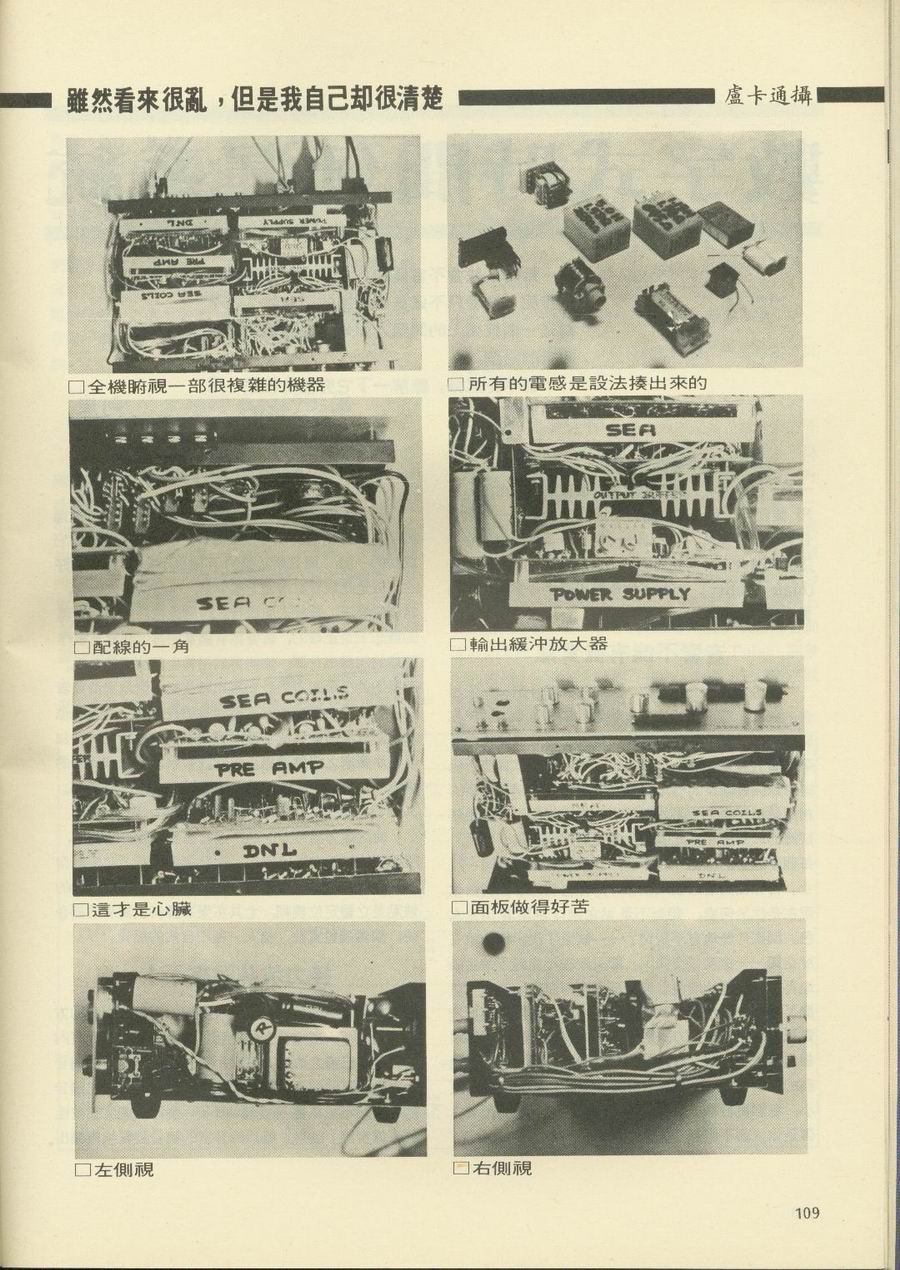 雖然看來很亂，但是我自己却很清楚
盧卡通攝
DNL
POWER SUPPLY
PRE AMP
SEA COILS
SEA
□全機俯視一部很複雜的機器
□所有的電感是設法揍出來的
SEA
□配線的一角
SEA
OUTPUT BUFFER
POWER SUPPLY
□輸出緩沖放大器
SEA COILS
PRE AMP
DNL
□這才是心臟
SEA COILS
PRE AMP
DNL
□面板做得好苦
□左側視
□右側視
109